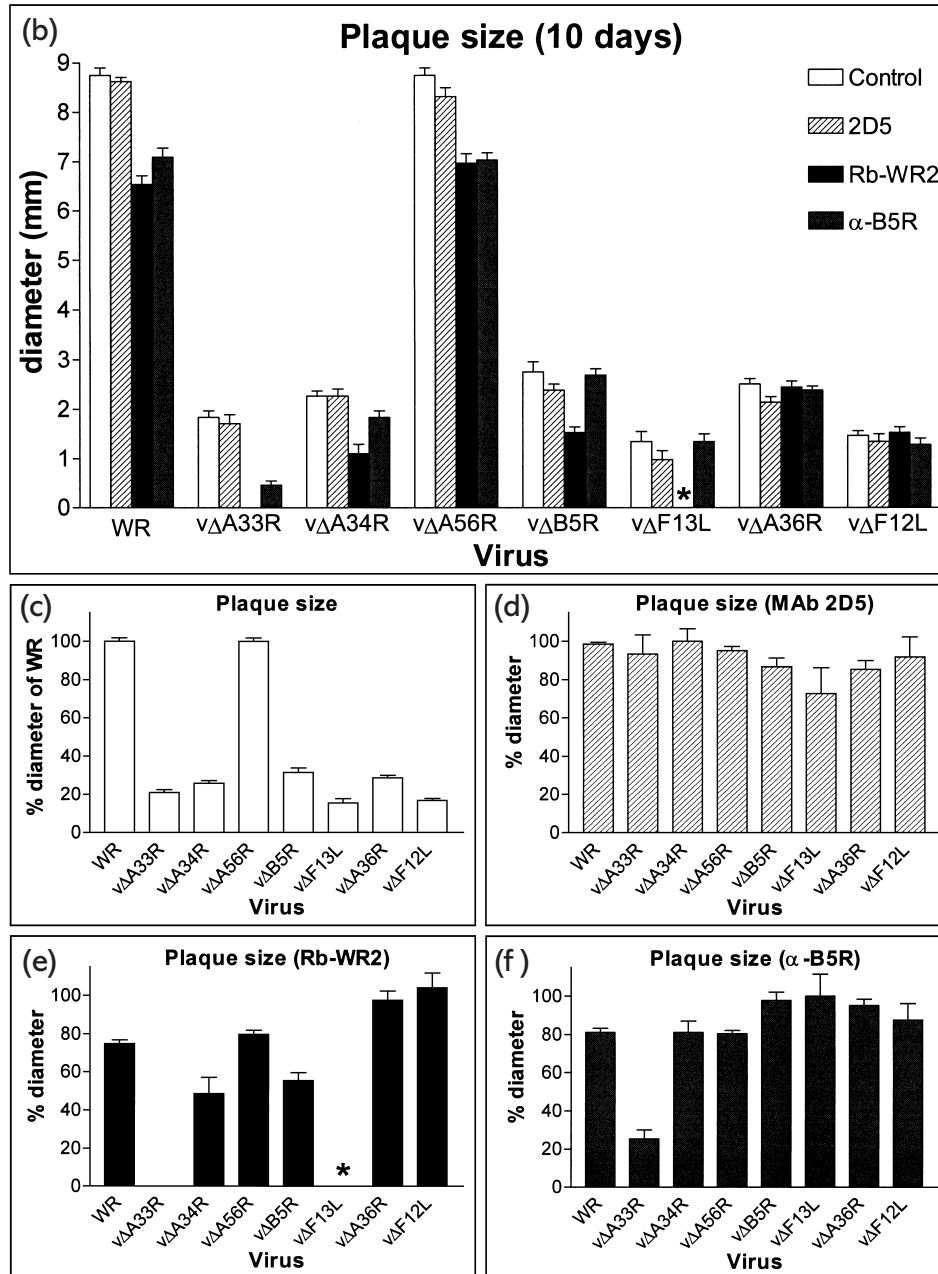 (b)
Plaque size (10 days)
9
8
7
6
5
4
3
2
1
0
diameter (mm)
Control
2D5
Rb-WR2
α-B5R
*
WR vΔA33R vΔA34R vΔA56R vΔB5R vΔF13L vΔA36R vΔF12L
Virus
(c)
Plaque size
% diameter of WR
100
80
60
40
20
0
WR vΔA33R vΔA34R vΔA56R vΔB5R vΔF13L vΔA36R vΔF12L
Virus
(d)
Plaque size (MAb 2D5)
% diameter
100
80
60
40
20
0
WR vΔA33R vΔA34R vΔA56R vΔB5R vΔF13L vΔA36R vΔF12L
Virus
(e)
Plaque size (Rb-WR2)
% diameter
100
80
60
40
20
0
*
WR vΔA33R vΔA34R vΔA56R vΔB5R vΔF13L vΔA36R vΔF12L
Virus
(f)
Plaque size (α-B5R)
% diameter
100
80
60
40
20
0
WR vΔA33R vΔA34R vΔA56R vΔB5R vΔF13L vΔA36R vΔF12L
Virus